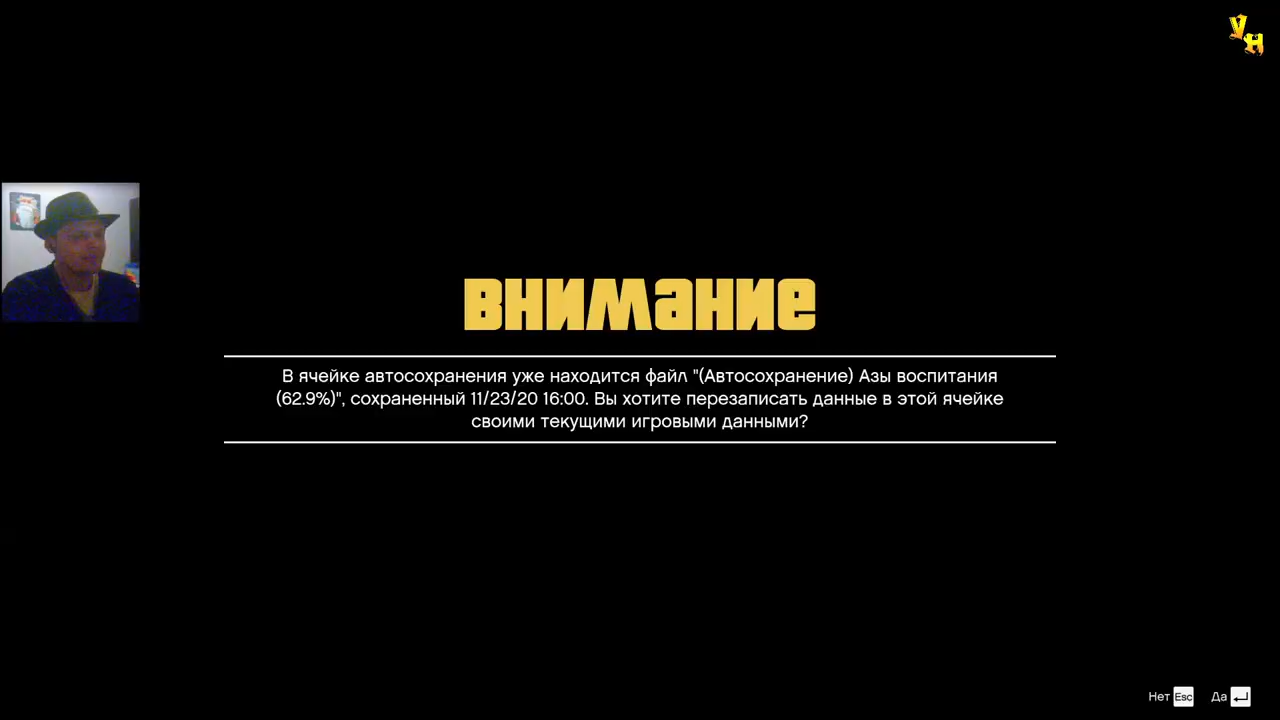 УН
внимание
В ячейке автосохранения уже находится файл "(Автосохранение) Азы воспитания
(62.9%)", сохраненный 11/23/20 16:00. Вы хотите перезаписать данные в этой ячейке
своими текущими игровыми данными?
Нет Esc Да